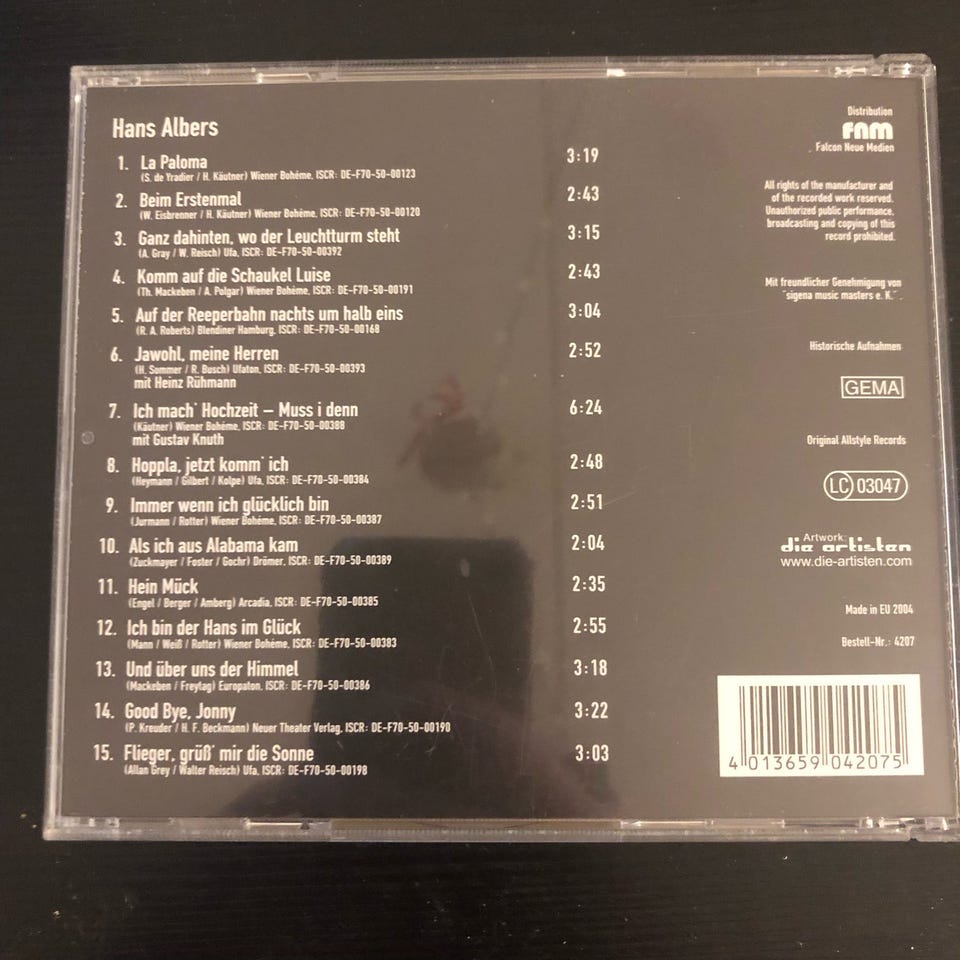 Hans Albers
1. La Paloma 3:19
(S. de Yradier / H. Käutner) Wiener Bohéme, ISCR: DE-F70-50-00123
2. Beim Erstenmal 2:43
(W. Eisbrenner / H. Käutner) Wiener Bohéme, ISCR: DE-F70-50-00120
3. Ganz dahinten, wo der Leuchtturm steht 3:15
(A. Gray / W. Reisch) Ufa, ISCR: DE-F70-50-00392
4. Komm auf die Schaukel Luise 2:43
(Th. Mackeben / A. Polgar) Wiener Bohéme, ISCR: DE-F70-50-00191
5. Auf der Reeperbahn nachts um halb eins 3:04
(R. A. Roberts) Blendiner Hamburg, ISCR: DE-F70-50-00168
6. Jawohl, meine Herren 2:52
(H. Sommer / R. Busch) Ufaton, ISCR: DE-F70-50-00393
mit Heinz Rühmann
7. Ich mach' Hochzeit – Muss i denn 6:24
(Käutner) Wiener Bohéme, ISCR: DE-F70-50-00388
mit Gustav Knuth
8. Hoppla, jetzt komm' ich 2:48
(Heymann / Gilbert / Kolpe) Ufa, ISCR: DE-F70-50-00384
9. Immer wenn ich glücklich bin 2:51
(Jurmann / Rotter) Wiener Bohéme, ISCR: DE-F70-50-00387
10. Als ich aus Alabama kam 2:04
(Zuckmayer / Foster / Gochr) Drömer, ISCR: DE-F70-50-00389
11. Hein Mück 2:35
(Engel / Berger / Amberg) Arcadia, ISCR: DE-F70-50-00385
12. Ich bin der Hans im Glück 2:55
(Mann / Weiß / Rotter) Wiener Bohéme, ISCR: DE-F70-50-00383
13. Und über uns der Himmel 3:18
(Mackeben / Freytag) Europaton, ISCR: DE-F70-50-00386
14. Good Bye, Jonny 3:22
(P. Kreuder / H. F. Beckmann) Neuer Theater Verlag, ISCR: DE-F70-50-00190
15. Flieger, grüß' mir die Sonne 3:03
(Allan Grey / Walter Reisch) Ufa, ISCR: DE-F70-50-00198
Distribution
FNM
Falcon Neue Medien
All rights of the manufacturer and
of the recorded work reserved.
Unauthorized public performance,
broadcasting and copying of this
record prohibited.
Mit freundlicher Genehmigung von
"sigena music masters e. K."
Historische Aufnahmen
GEMA
Original Allstyle Records
LC 03047
Artwork:
die artisten
www.die-artisten.com
Made in EU 2004
Bestell-Nr.: 4207
4 013659 042075